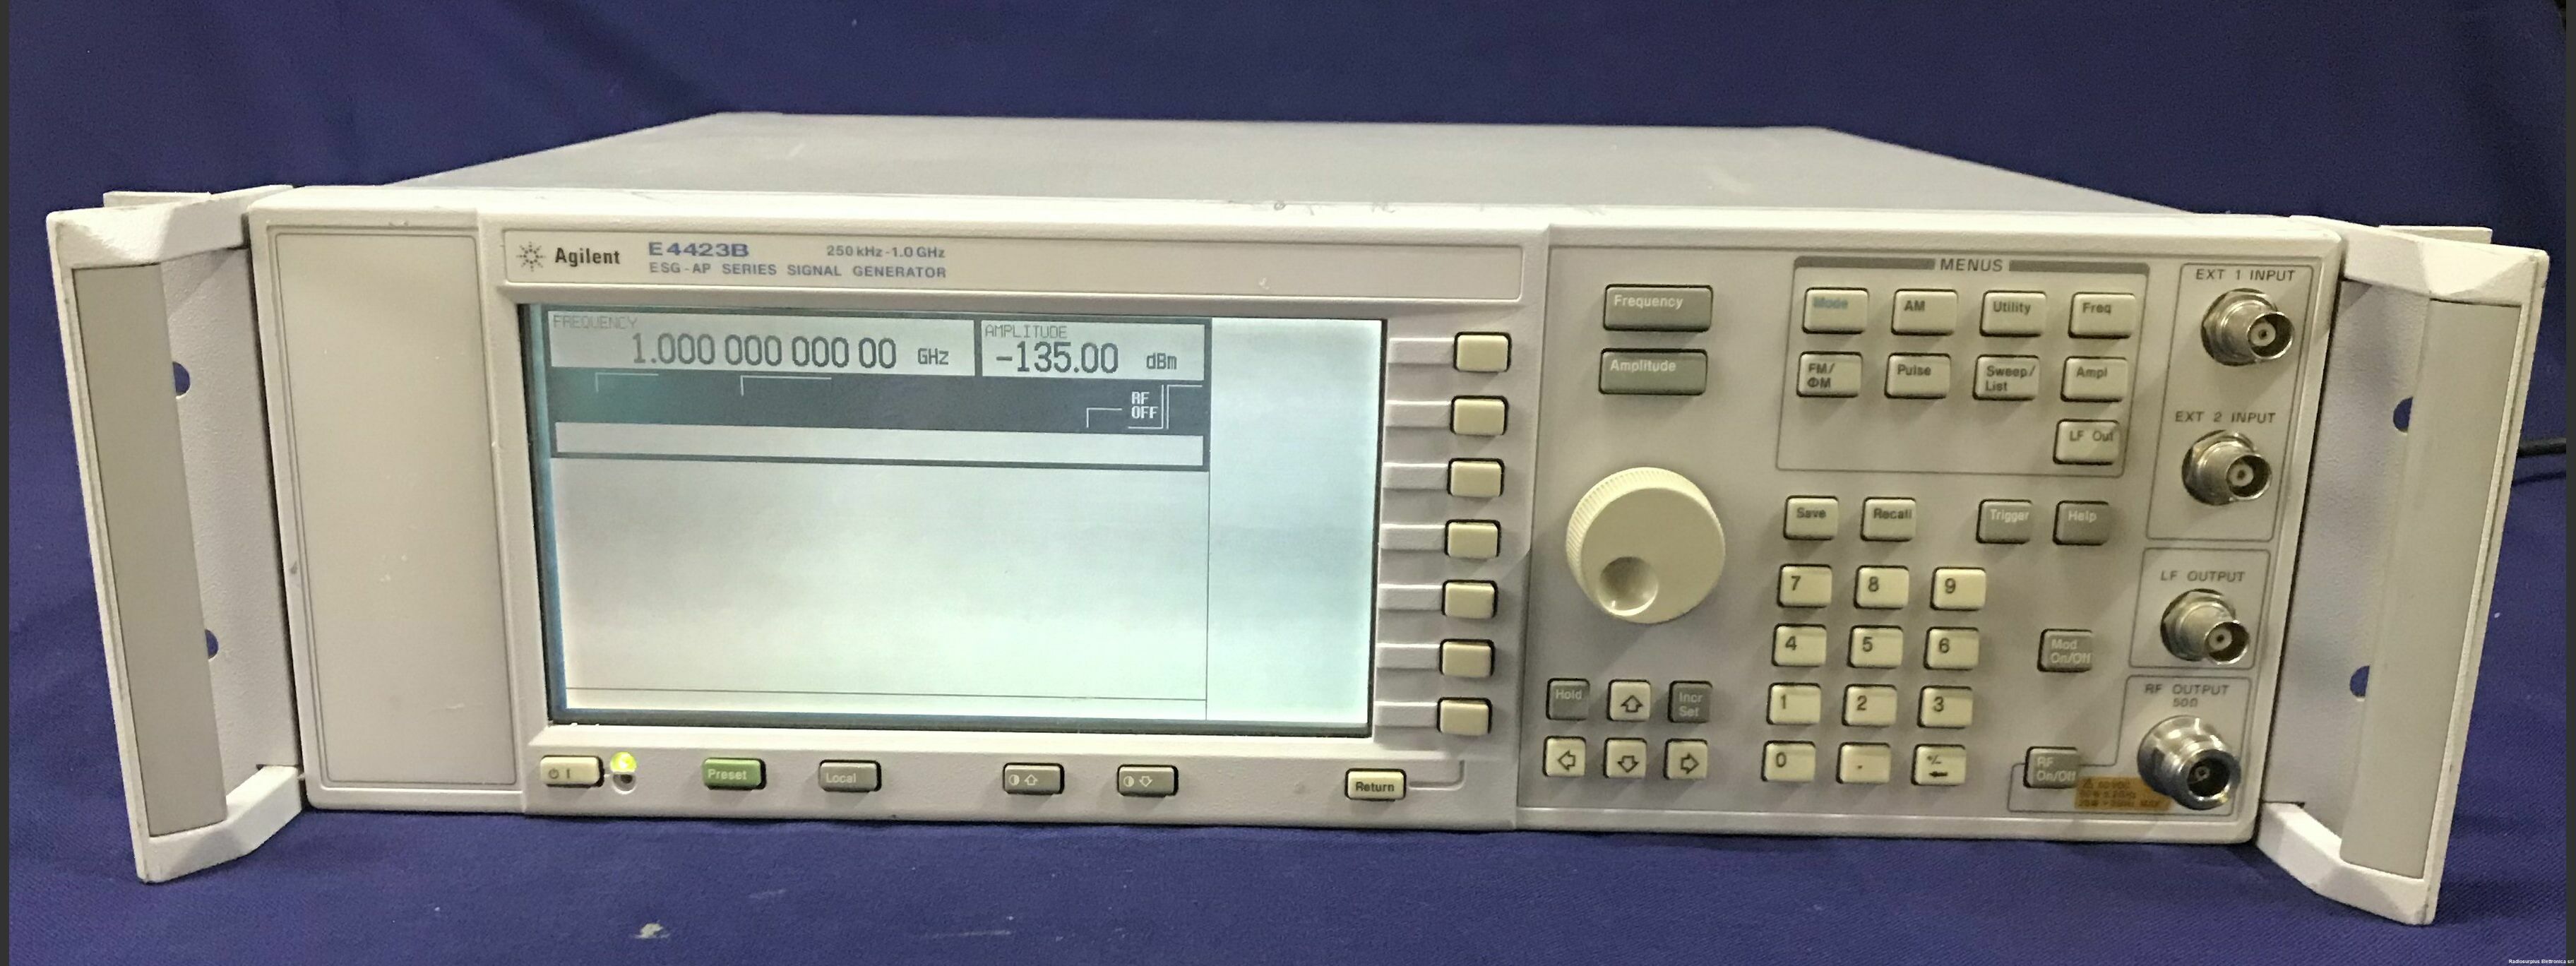 Agilent
E4423B 250 kHz-1.0 GHz
ESG-AP SERIES SIGNAL GENERATOR
FREQUENCY
1.000 000 000 00 GHz
AMPLITUDE
-135.00 dBm
RF
OFF
Preset
Local
Return
Frequency
Amplitude
MENUS
Mode
AM
Utility
Freq
FM/
ΦM
Pulse
Sweep/
List
Ampl
LF Out
Save
Recall
Trigger
Help
7
8
9
4
5
6
Mod
On/Off
Hold
Incr
Set
1
2
3
0
.
+/-
RF
On/Off
EXT 1 INPUT
EXT 2 INPUT
LF OUTPUT
RF OUTPUT
50Ω
Radiosurplus Elettronica srl